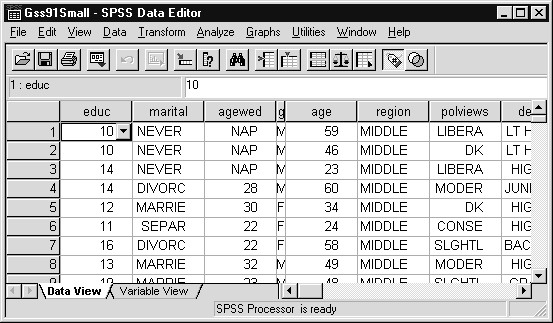 Gss91Small - SPSS Data Editor
File Edit View Data Transform Analyze Graphs Utilities Window Help
1 : educ 10
educ marital agewed g age region polviews de
1 10 NEVER NAP M 59 MIDDLE LIBERA LT H
2 10 NEVER NAP M 46 MIDDLE DK LT H
3 14 NEVER NAP M 23 MIDDLE LIBERA HIG
4 14 DIVORC 28 M 60 MIDDLE MODER JUNI
5 12 MARRIE 30 F 34 MIDDLE DK HIG
6 11 SEPAR 22 F 24 MIDDLE CONSE HIG
7 16 DIVORC 22 F 58 MIDDLE SLGHTL BAC
8 13 MARRIE 32 M 49 MIDDLE MODER HIG
9 MARRIE 23 M 48 MIDDLE SLGHTL
Data View Variable View
SPSS Processor is ready